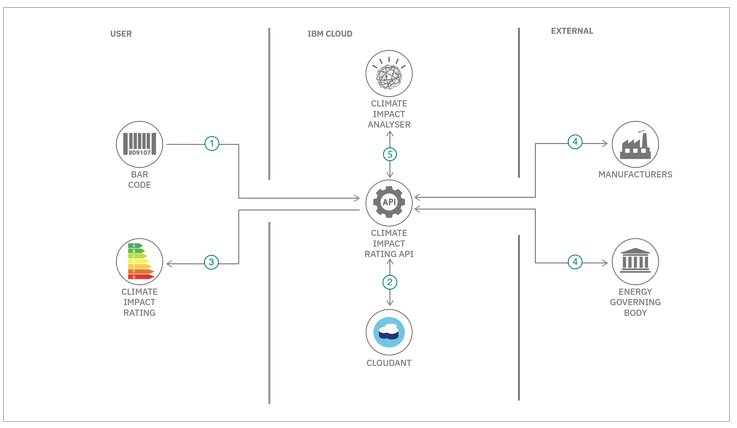 USER
IBM CLOUD
EXTERNAL
CLIMATE
IMPACT
ANALYSER
1
809107
BAR
CODE
5
4
MANUFACTURERS
API
CLIMATE
IMPACT
RATING API
3
CLIMATE
IMPACT
RATING
2
4
ENERGY
GOVERNING
BODY
CLOUDANT